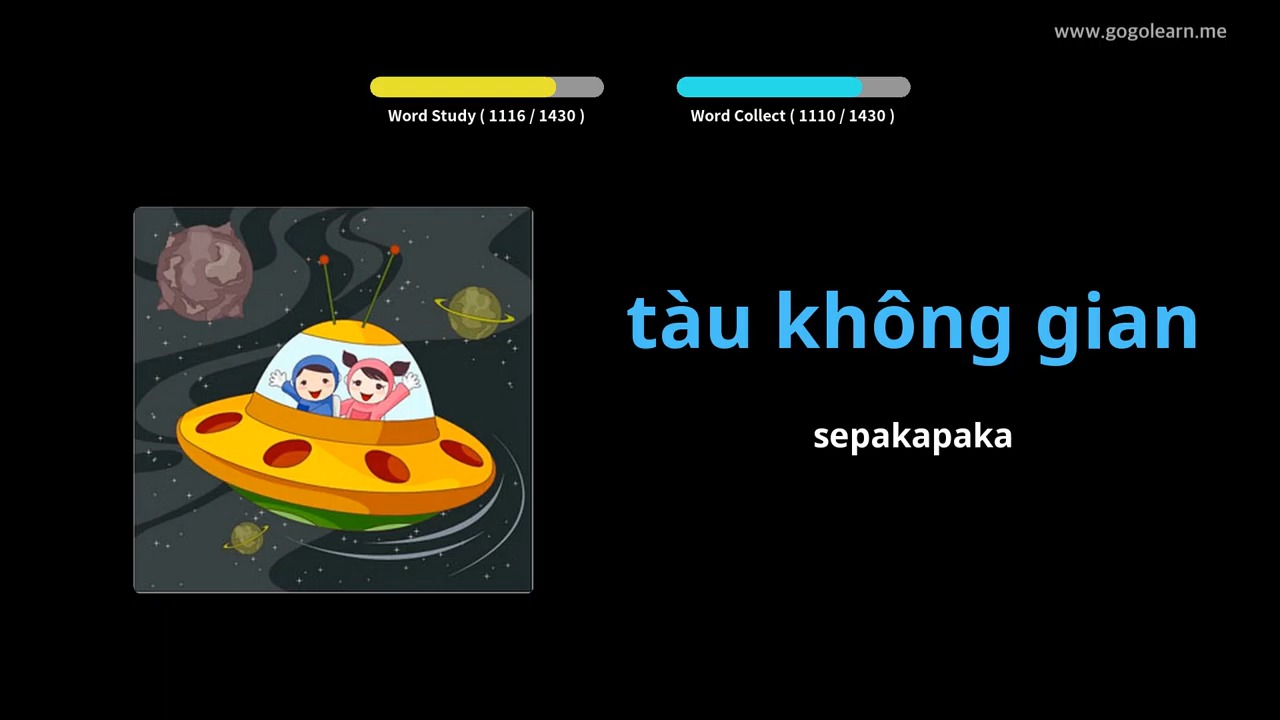 www.gogolearn.me
Word Study ( 1116 / 1430 )
Word Collect ( 1110 / 1430 )
tàu không gian
sepakapaka